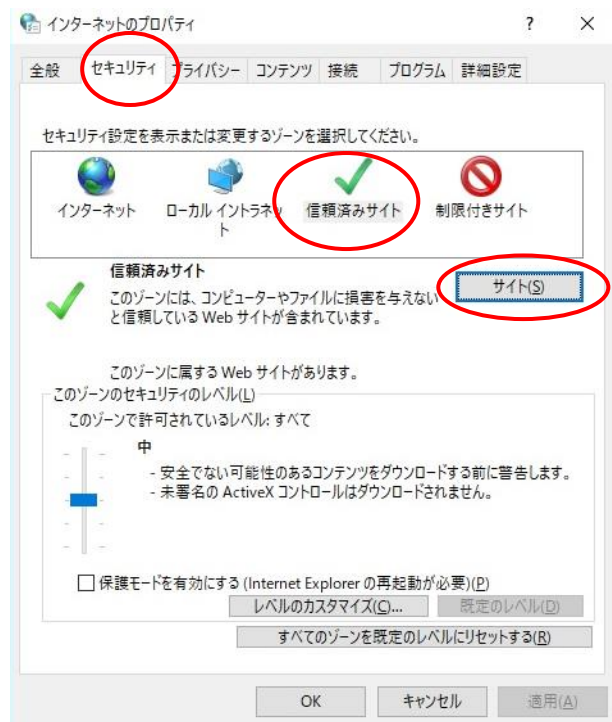 インターネットのプロパティ
?
×
全般 セキュリティ プライバシー コンテンツ 接続 プログラム 詳細設定
セキュリティ設定を表示または変更するゾーンを選択してください。
インターネット ローカル イントラネッ 信頼済みサイト 制限付きサイト
ト
信頼済みサイト
サイト(S)
このゾーンには、コンピューターやファイルに損害を与えない
と信頼している Web サイトが含まれています。
このゾーンに属する Web サイトがあります。
このゾーンのセキュリティのレベル(L)
このゾーンで許可されているレベル: すべて
中
- 安全でない可能性のあるコンテンツをダウンロードする前に警告します。
- 未署名の ActiveX コントロールはダウンロードされません。
保護モードを有効にする (Internet Explorer の再起動が必要)(P)
レベルのカスタマイズ(C)... 既定のレベル(D)
すべてのゾーンを既定のレベルにリセットする(R)
OK キャンセル 適用(A)